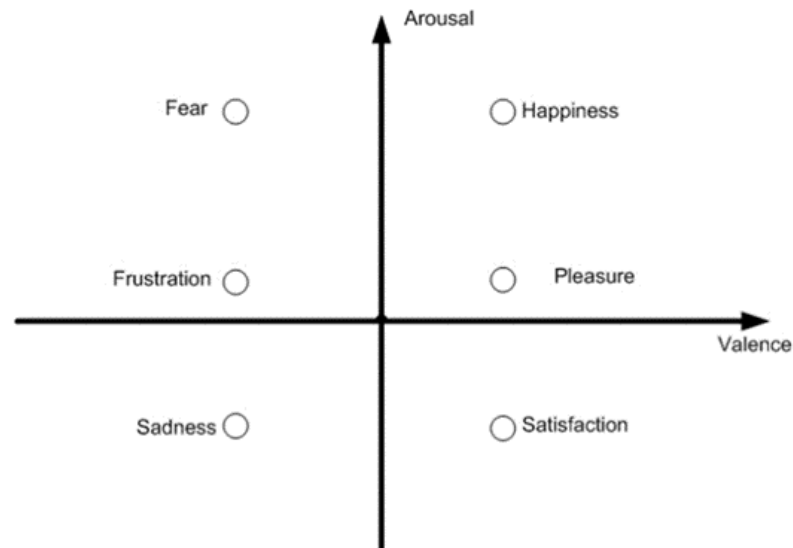 Arousal
Fear
Happiness
Frustration
Pleasure
Valence
Sadness
Satisfaction